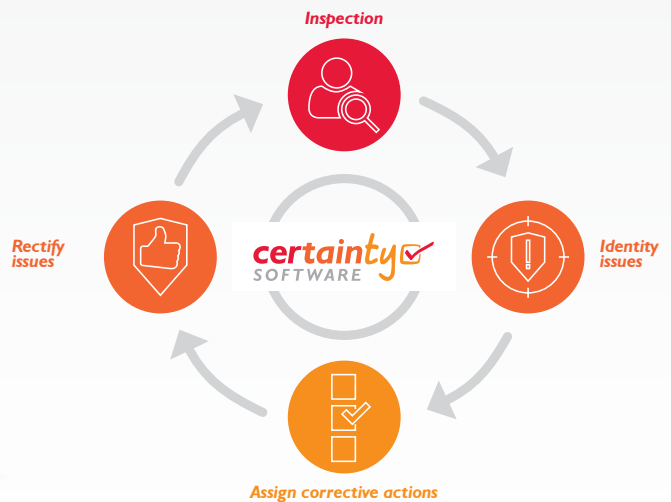 Inspection
Rectify
issues
certainty
SOFTWARE
Identity
issues
Assign corrective actions